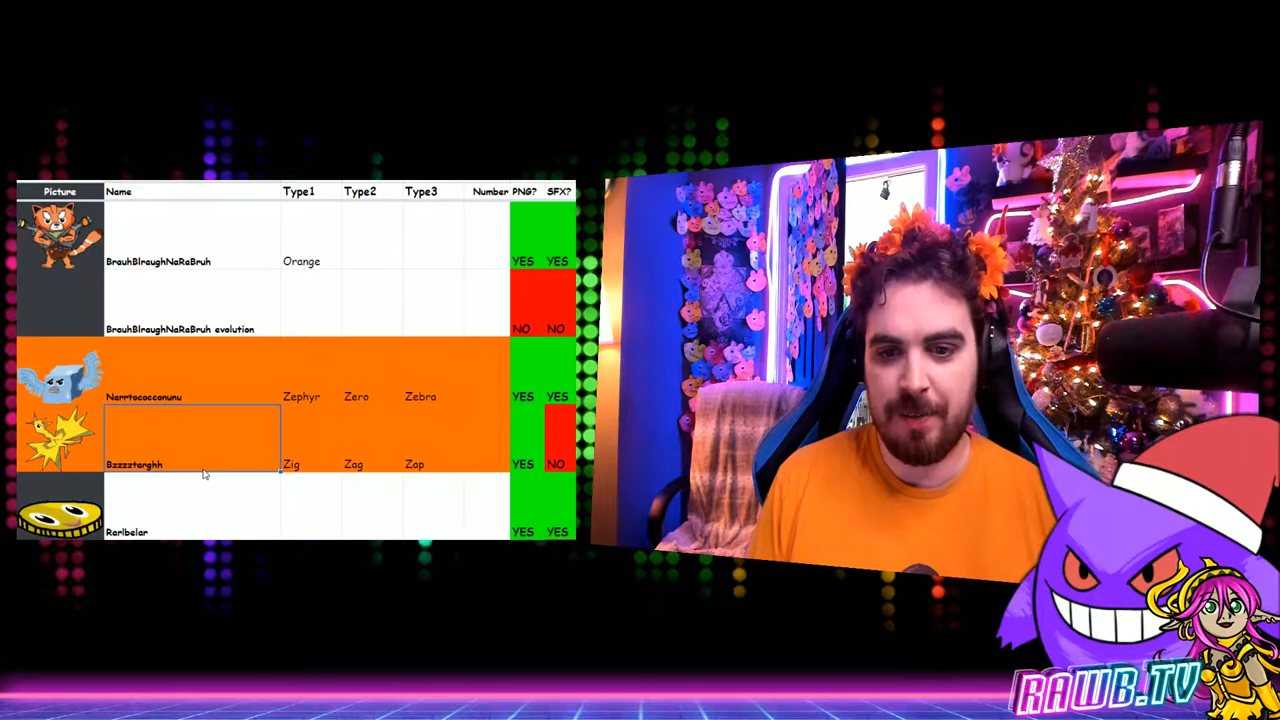 Picture Name Type1 Type2 Type3 Number PNG? SFX?
BrauhBlraughNaRaBruh Orange YES YES
BrauhBlraughNaRaBruh evolution NO NO
Narrtococconunu Zephyr Zero Zebra YES YES
Bzzzztarghh Zig Zag Zap YES NO
Rarlbelar YES YES
RAWB.TV